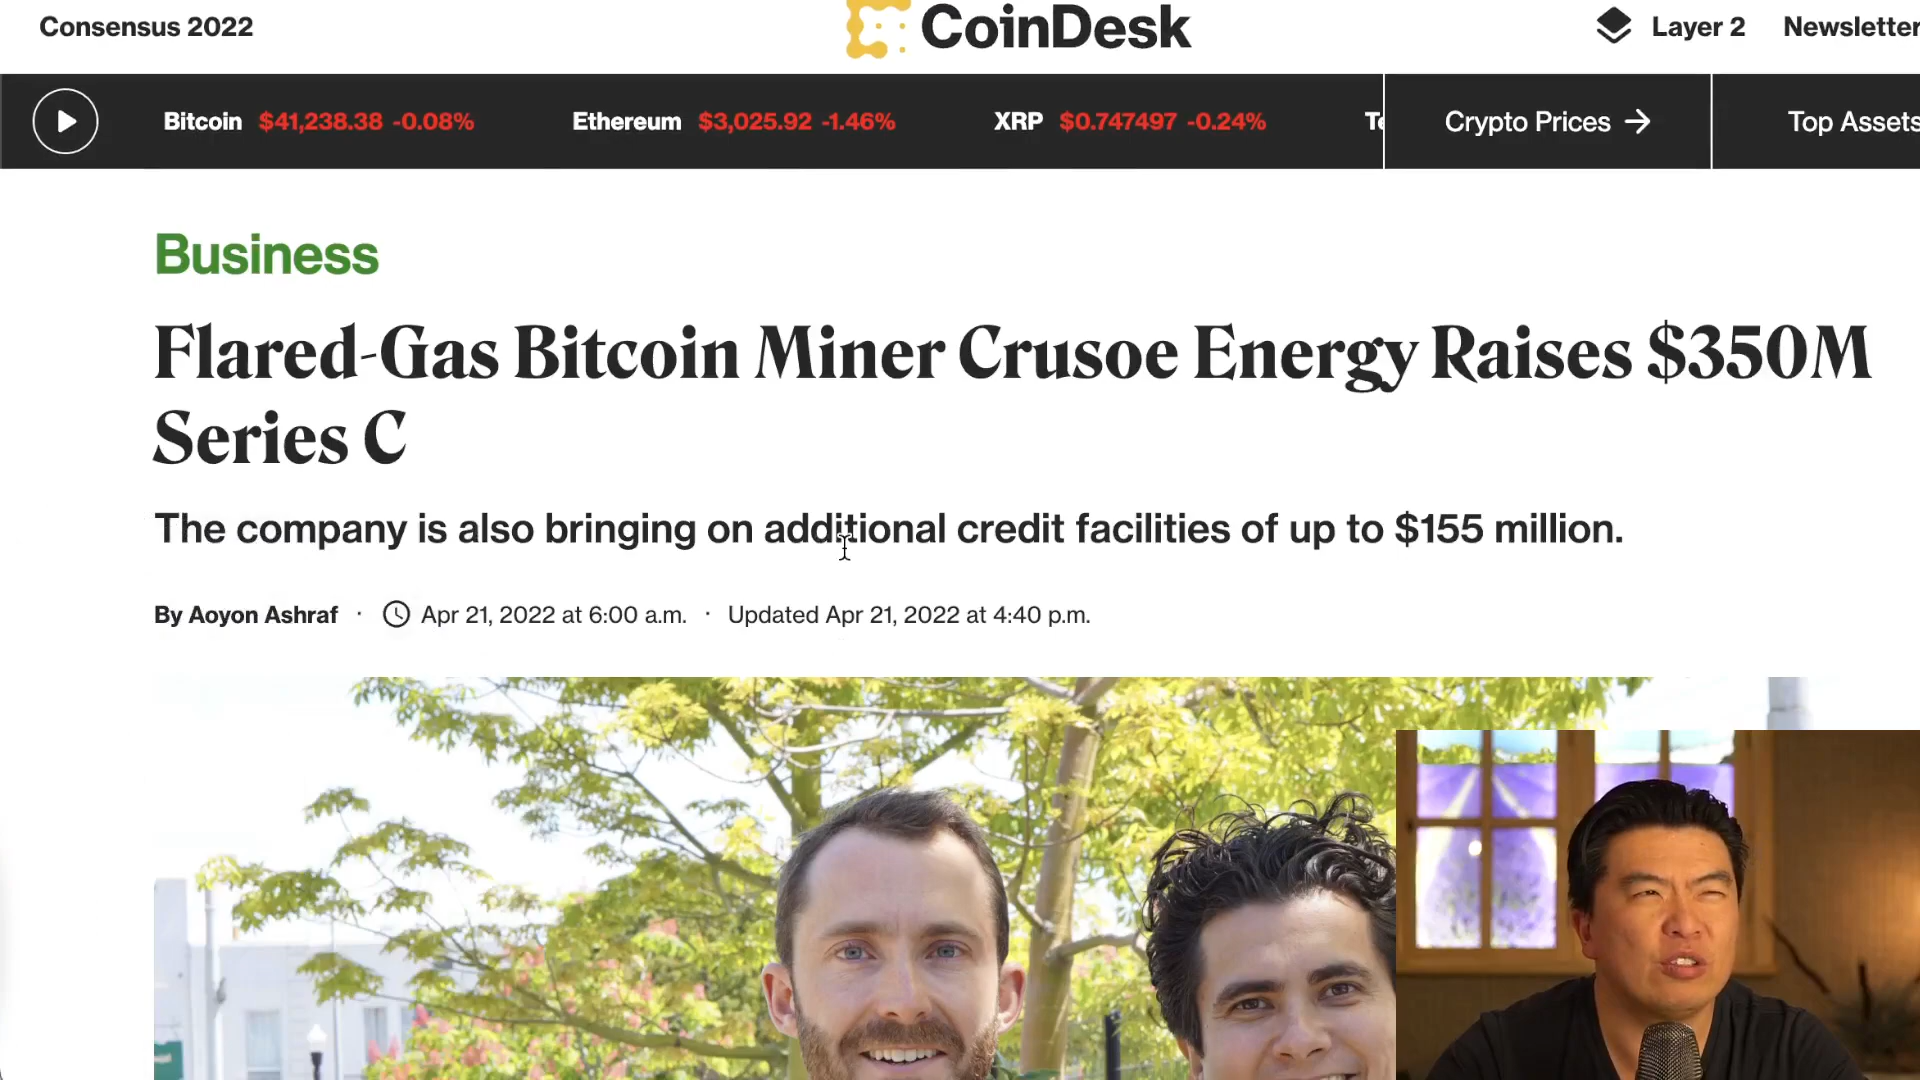 Consensus 2022
CoinDesk
Layer 2
Newsletter
Bitcoin $41,238.38 -0.08%
Ethereum $3,025.92 -1.46%
XRP $0.747497 -0.24%
Crypto Prices →
Top Assets
Business
Flared-Gas Bitcoin Miner Crusoe Energy Raises $350M
Series C
The company is also bringing on additional credit facilities of up to $155 million.
By Aoyon Ashraf · Apr 21, 2022 at 6:00 a.m. · Updated Apr 21, 2022 at 4:40 p.m.